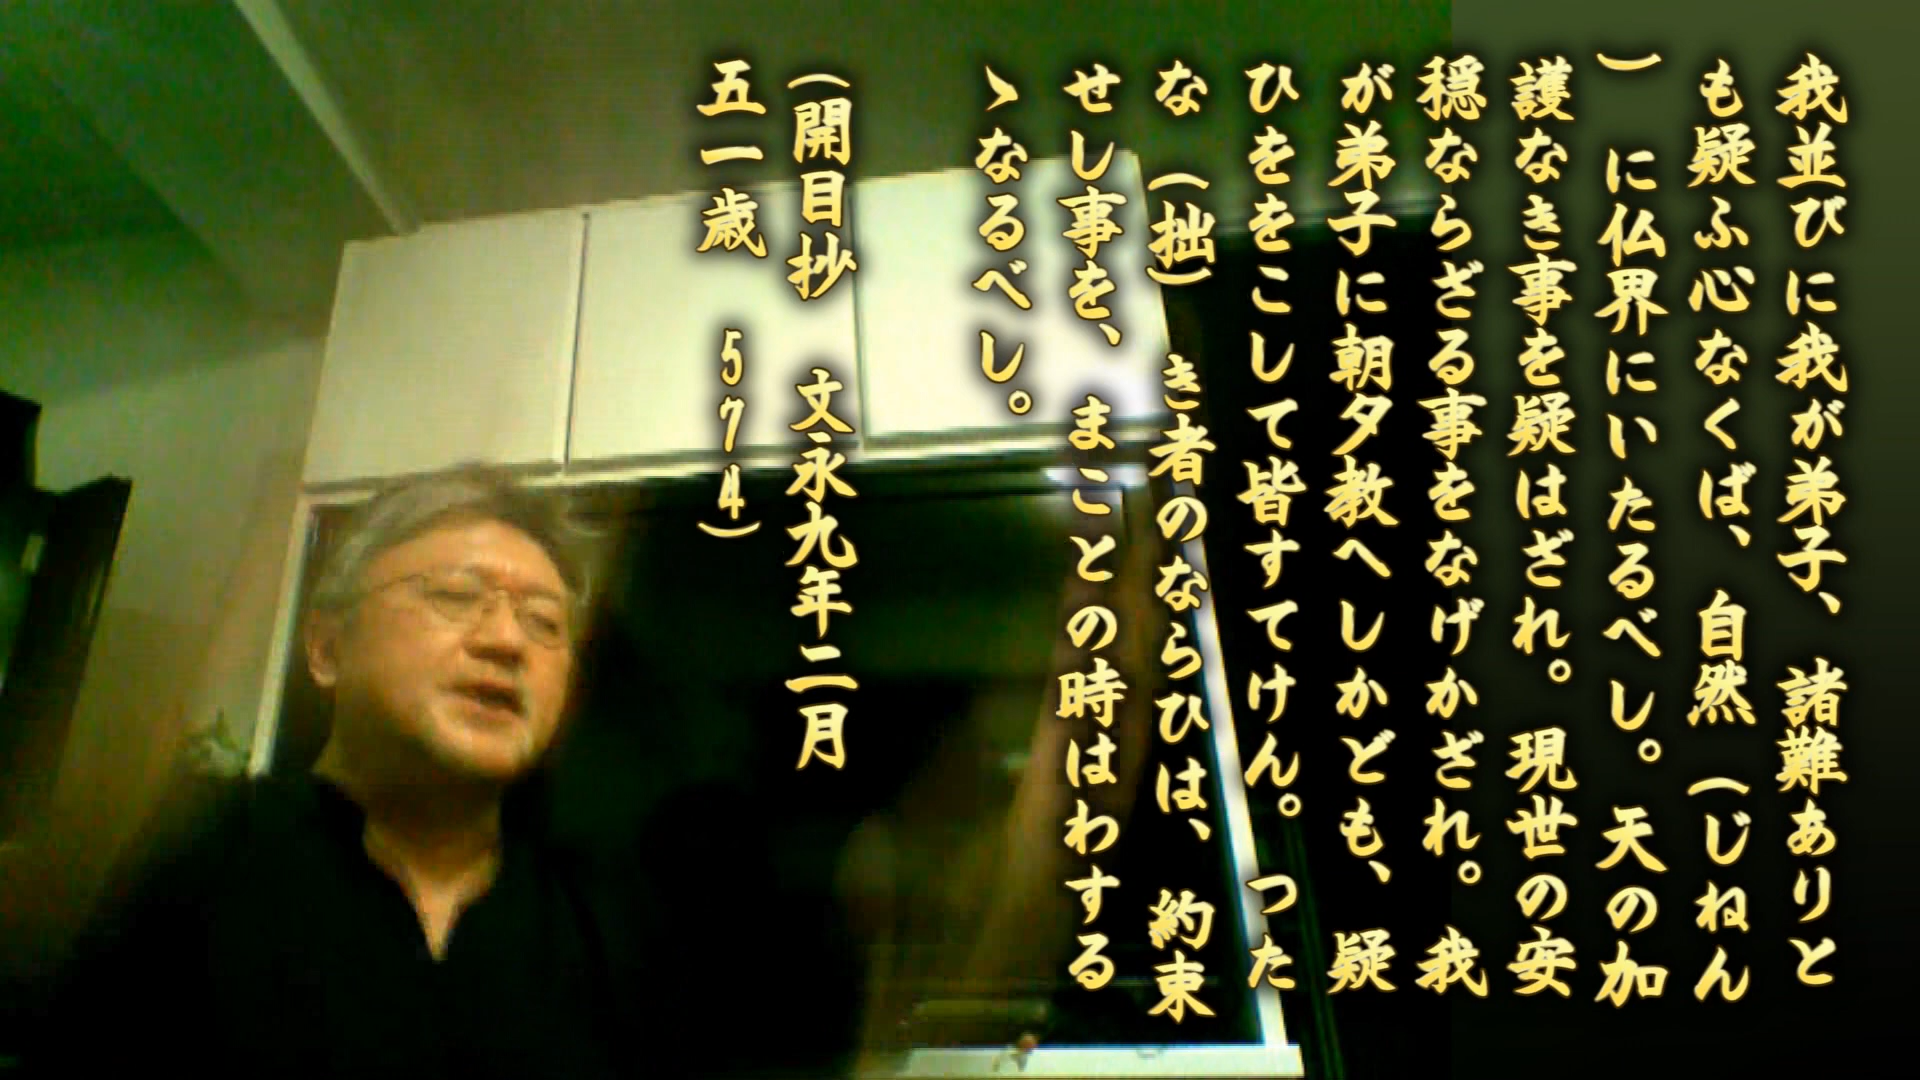 我並びに我が弟子、諸難ありと
も疑ふ心なくば、自然(じねん
) に仏界にいたるべし。天の加
護なき事を疑はざれ。現世の安
穏ならざる事をなげかざれ。我
が弟子に朝夕教へしかども、疑
ひををこして皆すてけん。つた
な (拙) き者のならひは、約束
せし事を、まことの時はわする
ゝなるべし。
(開目抄 文永九年二月
五一歳 574)